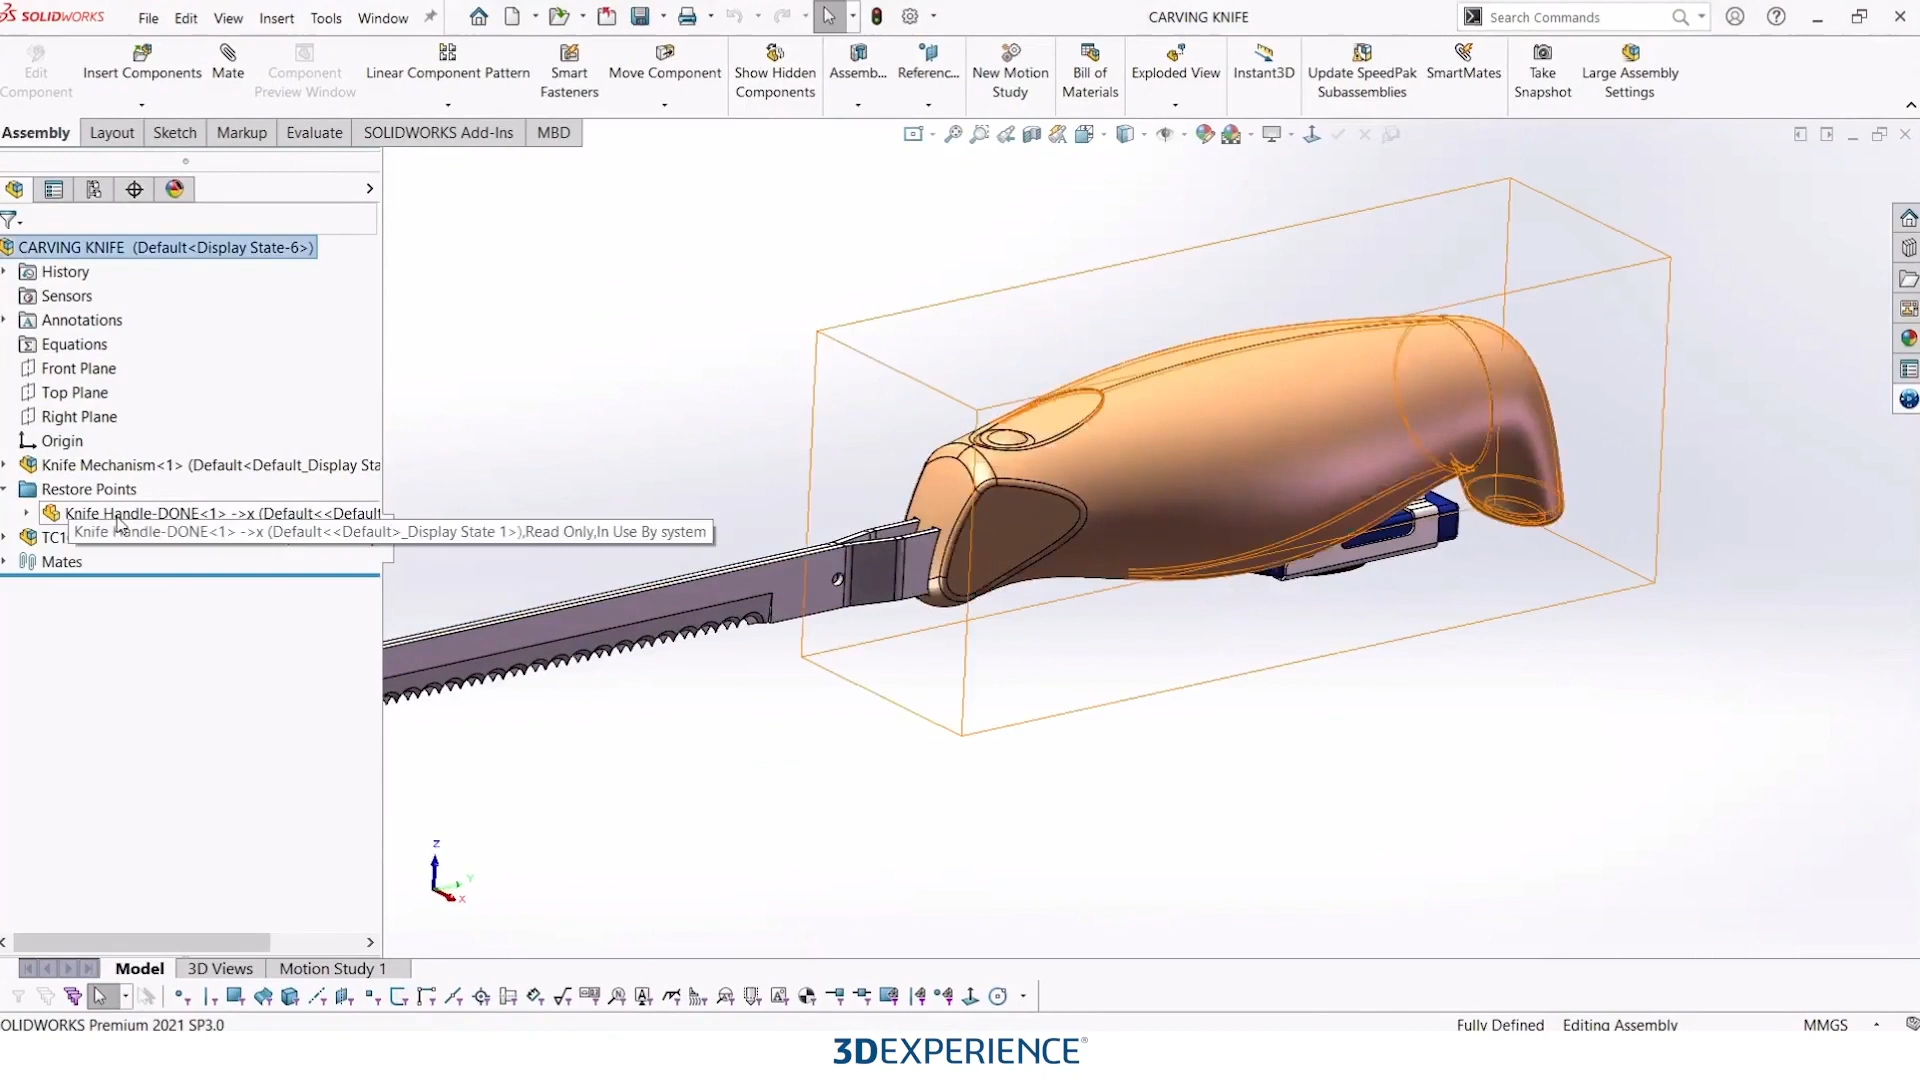 SOLIDWORKS File Edit View Insert Tools Window CARVING KNIFE Search Commands
Edit Component
Insert Components
Mate
Component Preview Window
Linear Component Pattern
Smart Fasteners
Move Component
Show Hidden Components
Assemb...
Referenc...
New Motion Study
Bill of Materials
Exploded View
Instant3D
Update SpeedPak Subassemblies
SmartMates
Take Snapshot
Large Assembly Settings
Assembly Layout Sketch Markup Evaluate SOLIDWORKS Add-Ins MBD
CARVING KNIFE (Default<Display State-6>)
History
Sensors
Annotations
Equations
Front Plane
Top Plane
Right Plane
Origin
Knife Mechanism<1> (Default<Default_Display Sta
Restore Points
Knife Handle-DONE<1> ->x (Default<<Default
Knife Handle-DONE<1> ->x (Default<<Default>_Display State 1>),Read Only,In Use By system
TC1
Mates
Z
Y
X
Model 3D Views Motion Study 1
OLIDWORKS Premium 2021 SP3.0 Fully Defined Editing Assembly MMGS
3DEXPERIENCE®